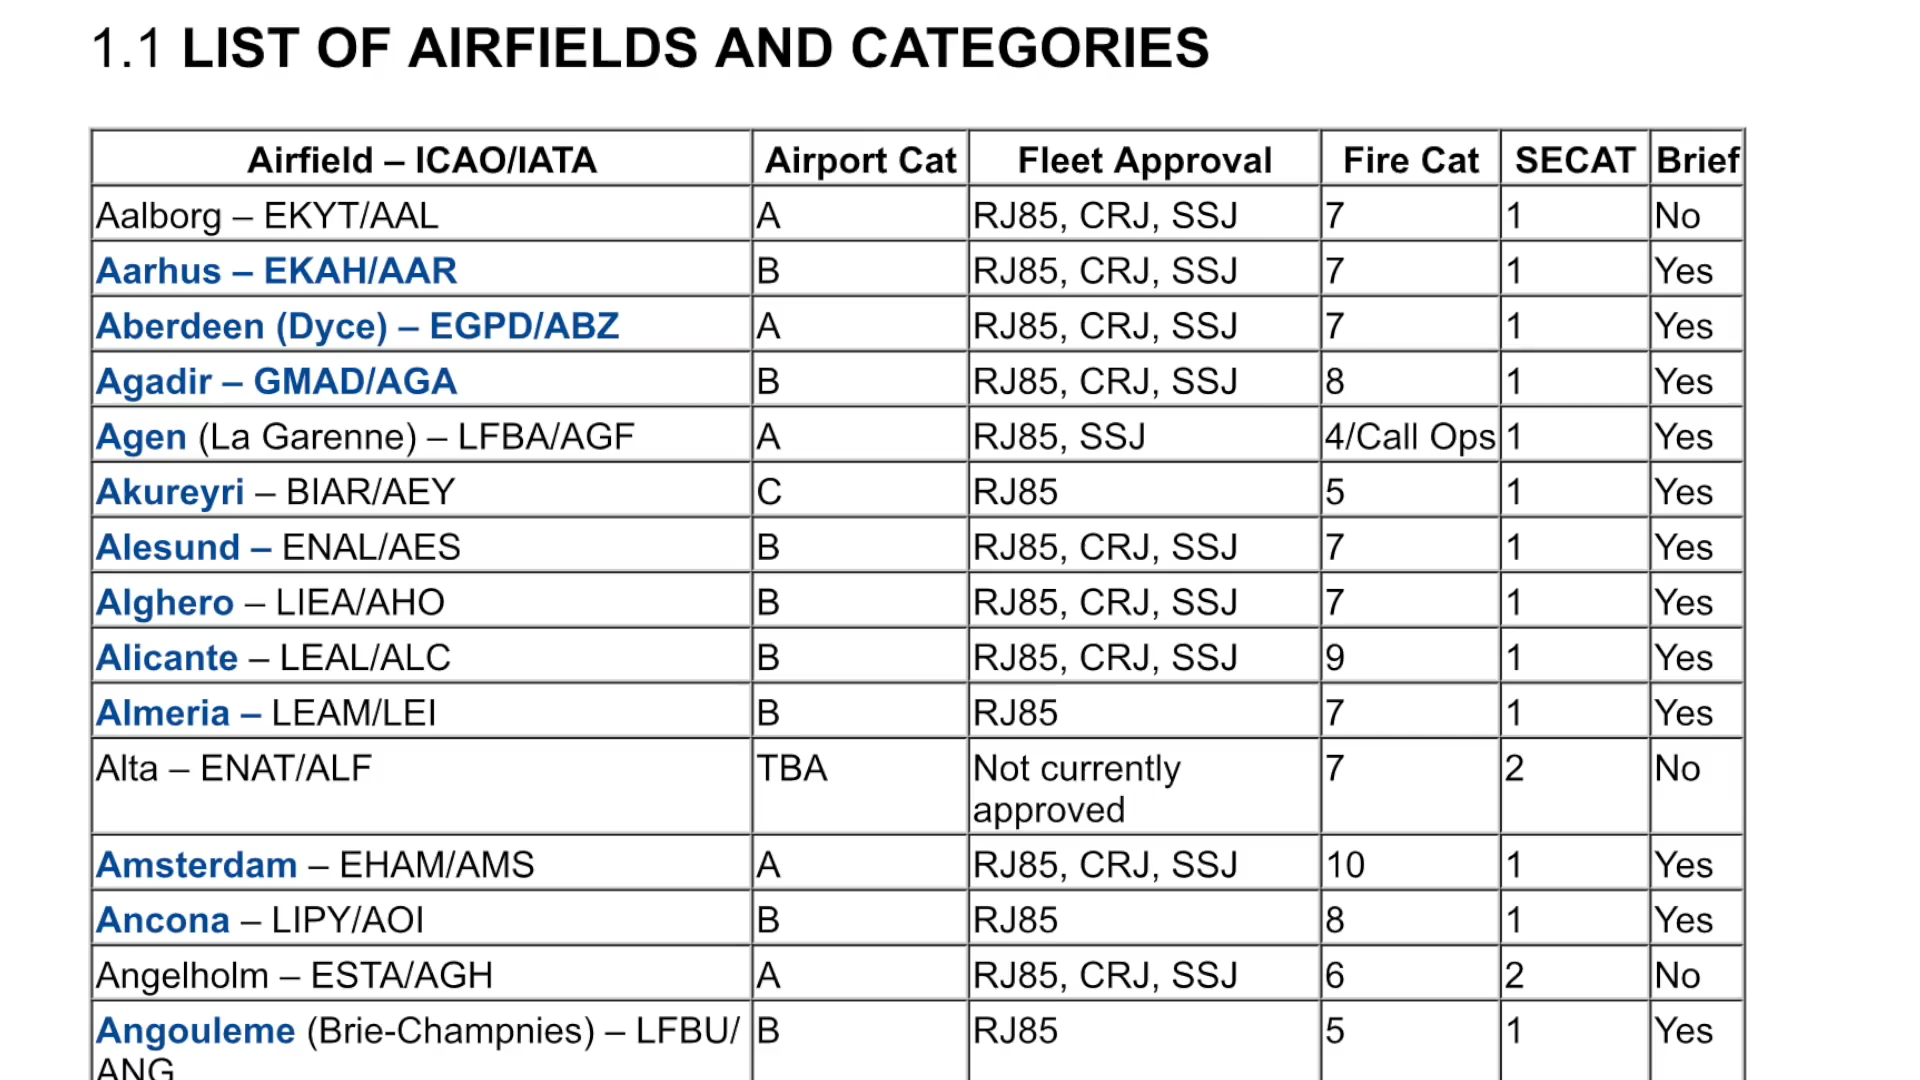 1.1 LIST OF AIRFIELDS AND CATEGORIES
Airfield – ICAO/IATA Airport Cat Fleet Approval Fire Cat SECAT Brief
Aalborg – EKYT/AAL A RJ85, CRJ, SSJ 7 1 No
Aarhus – EKAH/AAR B RJ85, CRJ, SSJ 7 1 Yes
Aberdeen (Dyce) – EGPD/ABZ A RJ85, CRJ, SSJ 7 1 Yes
Agadir – GMAD/AGA B RJ85, CRJ, SSJ 8 1 Yes
Agen (La Garenne) – LFBA/AGF A RJ85, SSJ 4/Call Ops 1 Yes
Akureyri – BIAR/AEY C RJ85 5 1 Yes
Alesund – ENAL/AES B RJ85, CRJ, SSJ 7 1 Yes
Alghero – LIEA/AHO B RJ85, CRJ, SSJ 7 1 Yes
Alicante – LEAL/ALC B RJ85, CRJ, SSJ 9 1 Yes
Almeria – LEAM/LEI B RJ85 7 1 Yes
Alta – ENAT/ALF TBA Not currently 7 2 No
approved
Amsterdam – EHAM/AMS A RJ85, CRJ, SSJ 10 1 Yes
Ancona – LIPY/AOI B RJ85 8 1 Yes
Angelholm – ESTA/AGH A RJ85, CRJ, SSJ 6 2 No
Angouleme (Brie-Champnies) – LFBU/ B RJ85 5 1 Yes
ANG